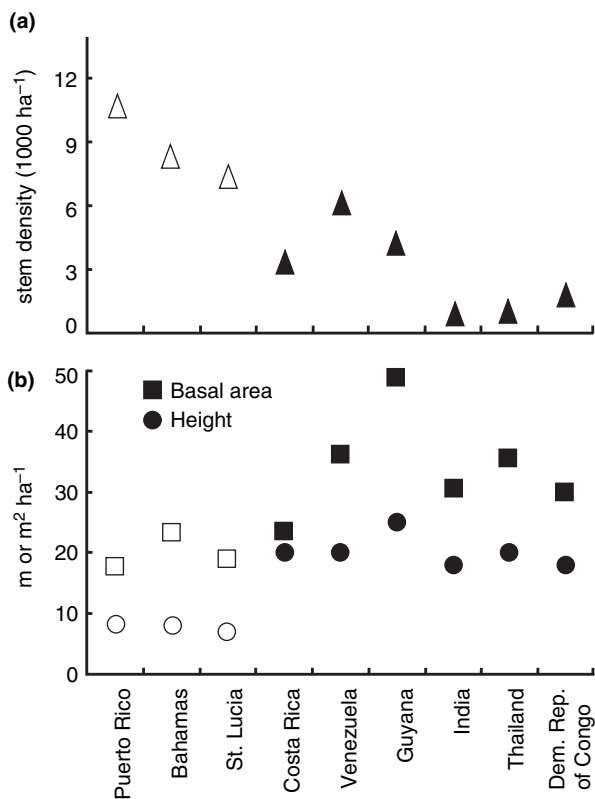 (a)
stem density (1000 ha⁻¹)
12
9
6
3
0
(b)
m or m² ha⁻¹
50
40
30
20
10
0
Basal area
Height
Puerto Rico
Bahamas
St. Lucia
Costa Rica
Venezuela
Guyana
India
Thailand
Dem. Rep.
of Congo